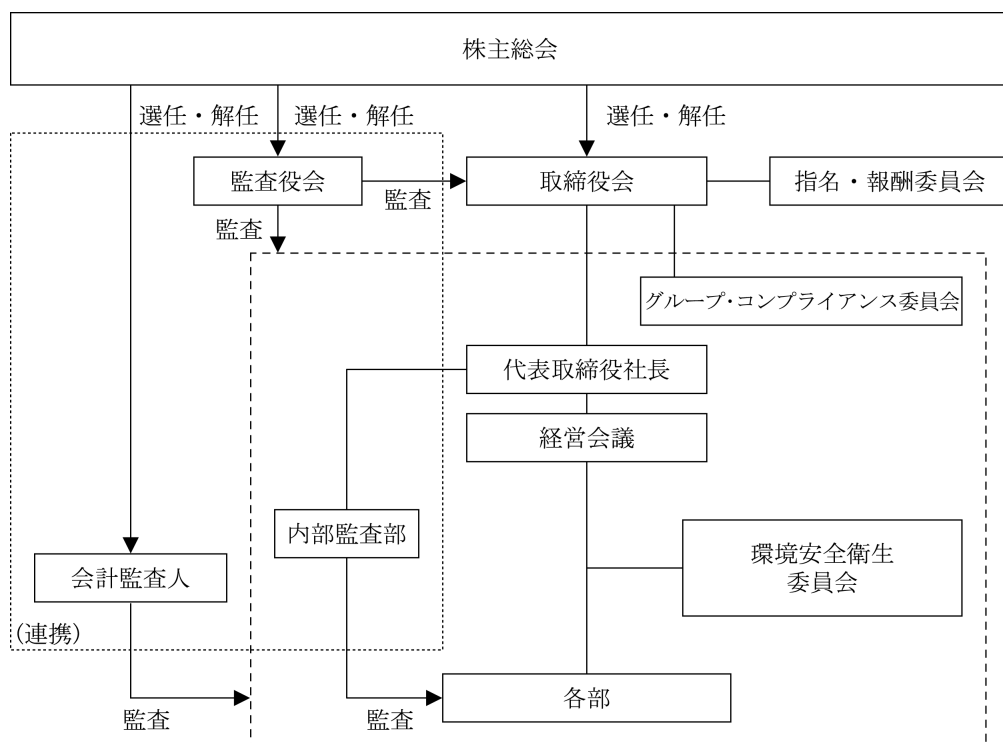 株主総会
選任・解任
選任・解任
選任・解任
監査役会
監査
取締役会
指名・報酬委員会
監査
グループ・コンプライアンス委員会
代表取締役社長
経営会議
内部監査部
環境安全衛生
委員会
会計監査人
(連携)
各部
監査
監査